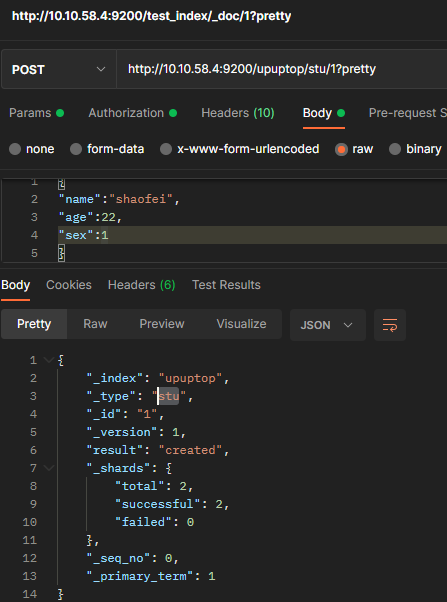 http://10.10.58.4:9200/test_index/_doc/1?pretty
POST http://10.10.58.4:9200/upuptop/stu/1?pretty
Params Authorization Headers (10) Body Pre-request S
none form-data x-www-form-urlencoded raw binary
1 {
2 "name":"shaofei",
3 "age":22,
4 "sex":1
5 }
Body Cookies Headers (6) Test Results
Pretty Raw Preview Visualize JSON
1 {
2 "_index": "upuptop",
3 "_type": "stu",
4 "_id": "1",
5 "_version": 1,
6 "result": "created",
7 "_shards": {
8 "total": 2,
9 "successful": 2,
10 "failed": 0
11 },
12 "_seq_no": 0,
13 "_primary_term": 1
14 }